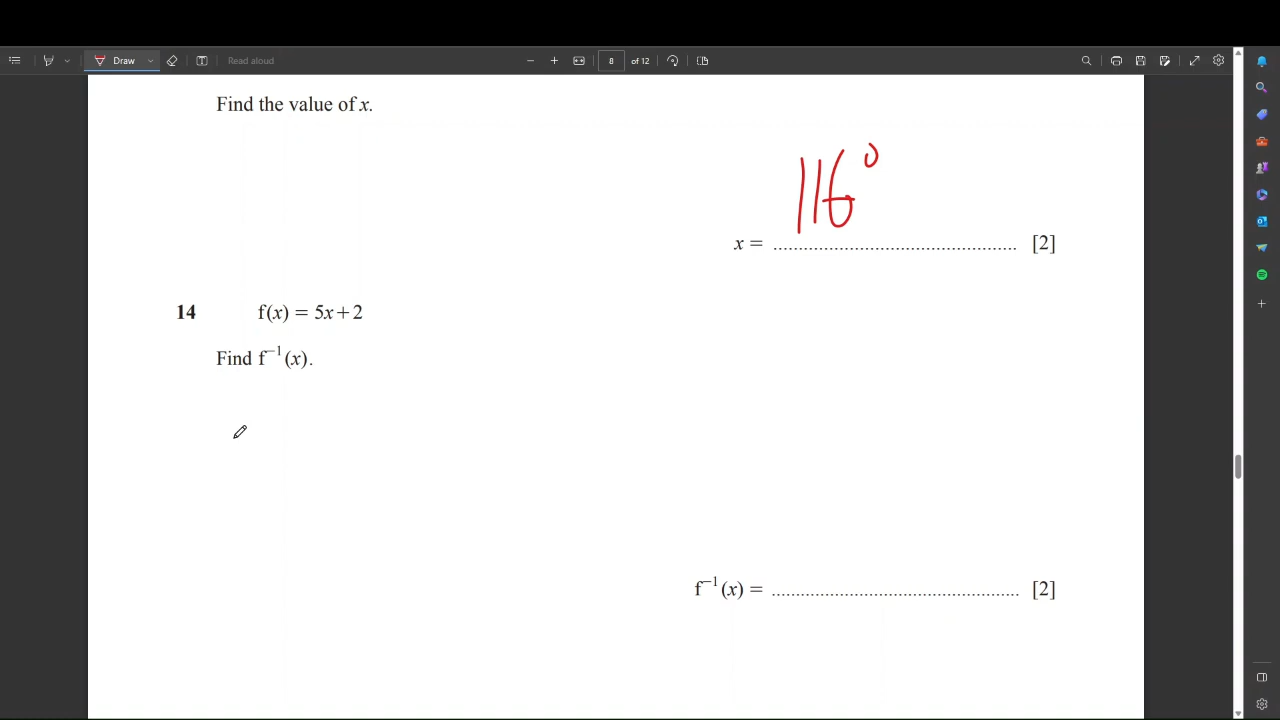 Draw
Read aloud
8 of 12
Find the value of x.
116°
x = .................................................. [2]
14 f(x) = 5x + 2
Find f⁻¹(x).
f⁻¹(x) = .................................................. [2]